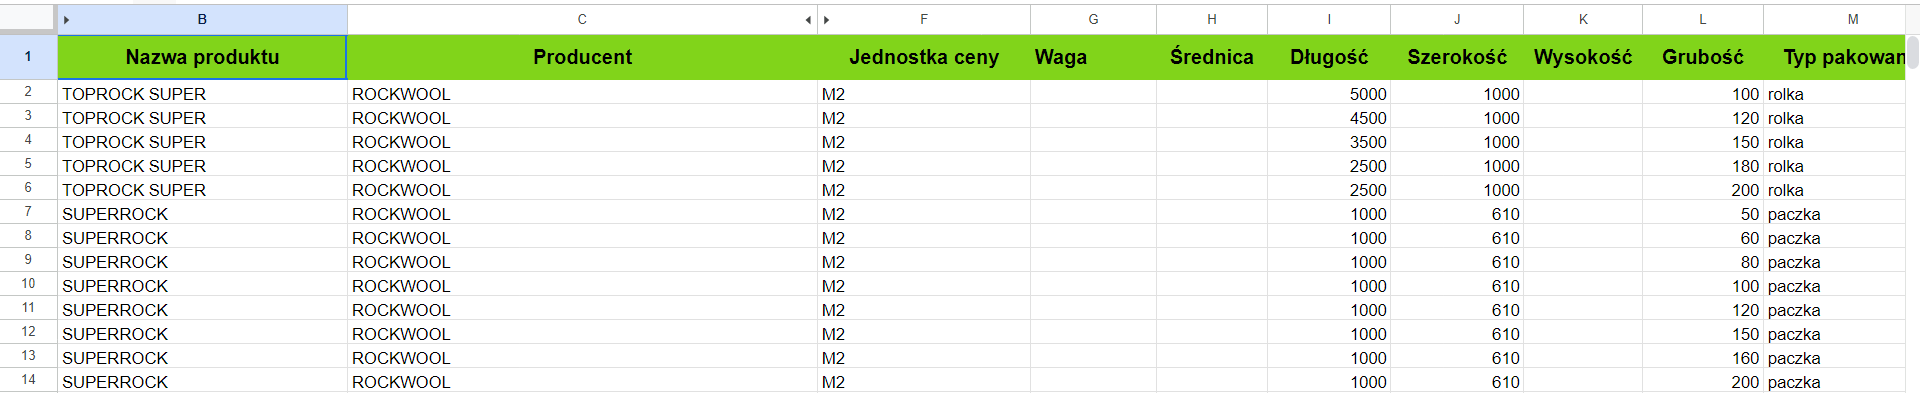 B C F G H I J K L M
1 Nazwa produktu Producent Jednostka ceny Waga Średnica Długość Szerokość Wysokość Grubość Typ pakowan
2 TOPROCK SUPER ROCKWOOL M2 5000 1000 100 rolka
3 TOPROCK SUPER ROCKWOOL M2 4500 1000 120 rolka
4 TOPROCK SUPER ROCKWOOL M2 3500 1000 150 rolka
5 TOPROCK SUPER ROCKWOOL M2 2500 1000 180 rolka
6 TOPROCK SUPER ROCKWOOL M2 2500 1000 200 rolka
7 SUPERROCK ROCKWOOL M2 1000 610 50 paczka
8 SUPERROCK ROCKWOOL M2 1000 610 60 paczka
9 SUPERROCK ROCKWOOL M2 1000 610 80 paczka
10 SUPERROCK ROCKWOOL M2 1000 610 100 paczka
11 SUPERROCK ROCKWOOL M2 1000 610 120 paczka
12 SUPERROCK ROCKWOOL M2 1000 610 150 paczka
13 SUPERROCK ROCKWOOL M2 1000 610 160 paczka
14 SUPERROCK ROCKWOOL M2 1000 610 200 paczka